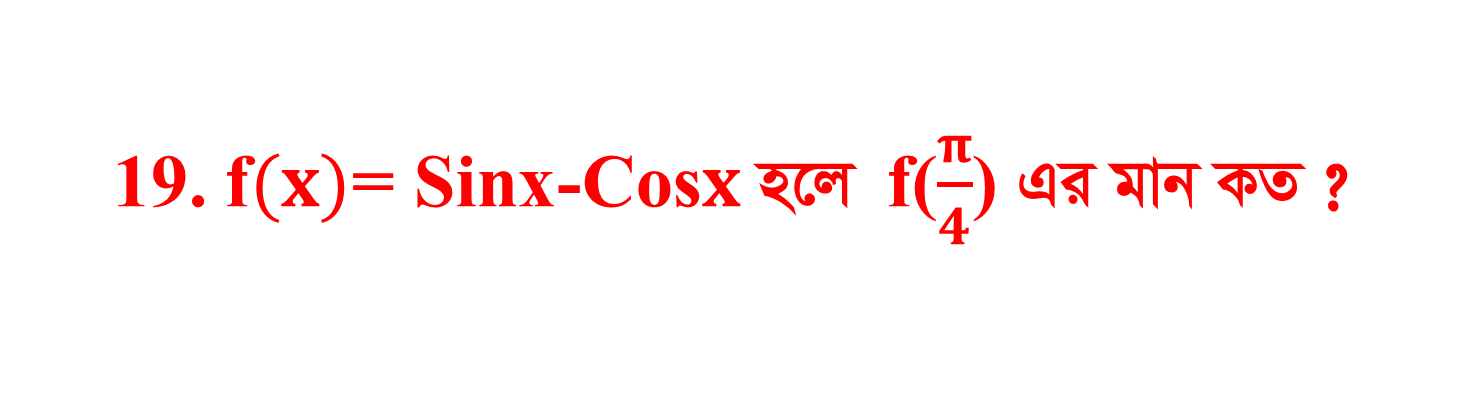 19. f(x)= Sinx-Cosx হলে f(π/4) এর মান কত ?